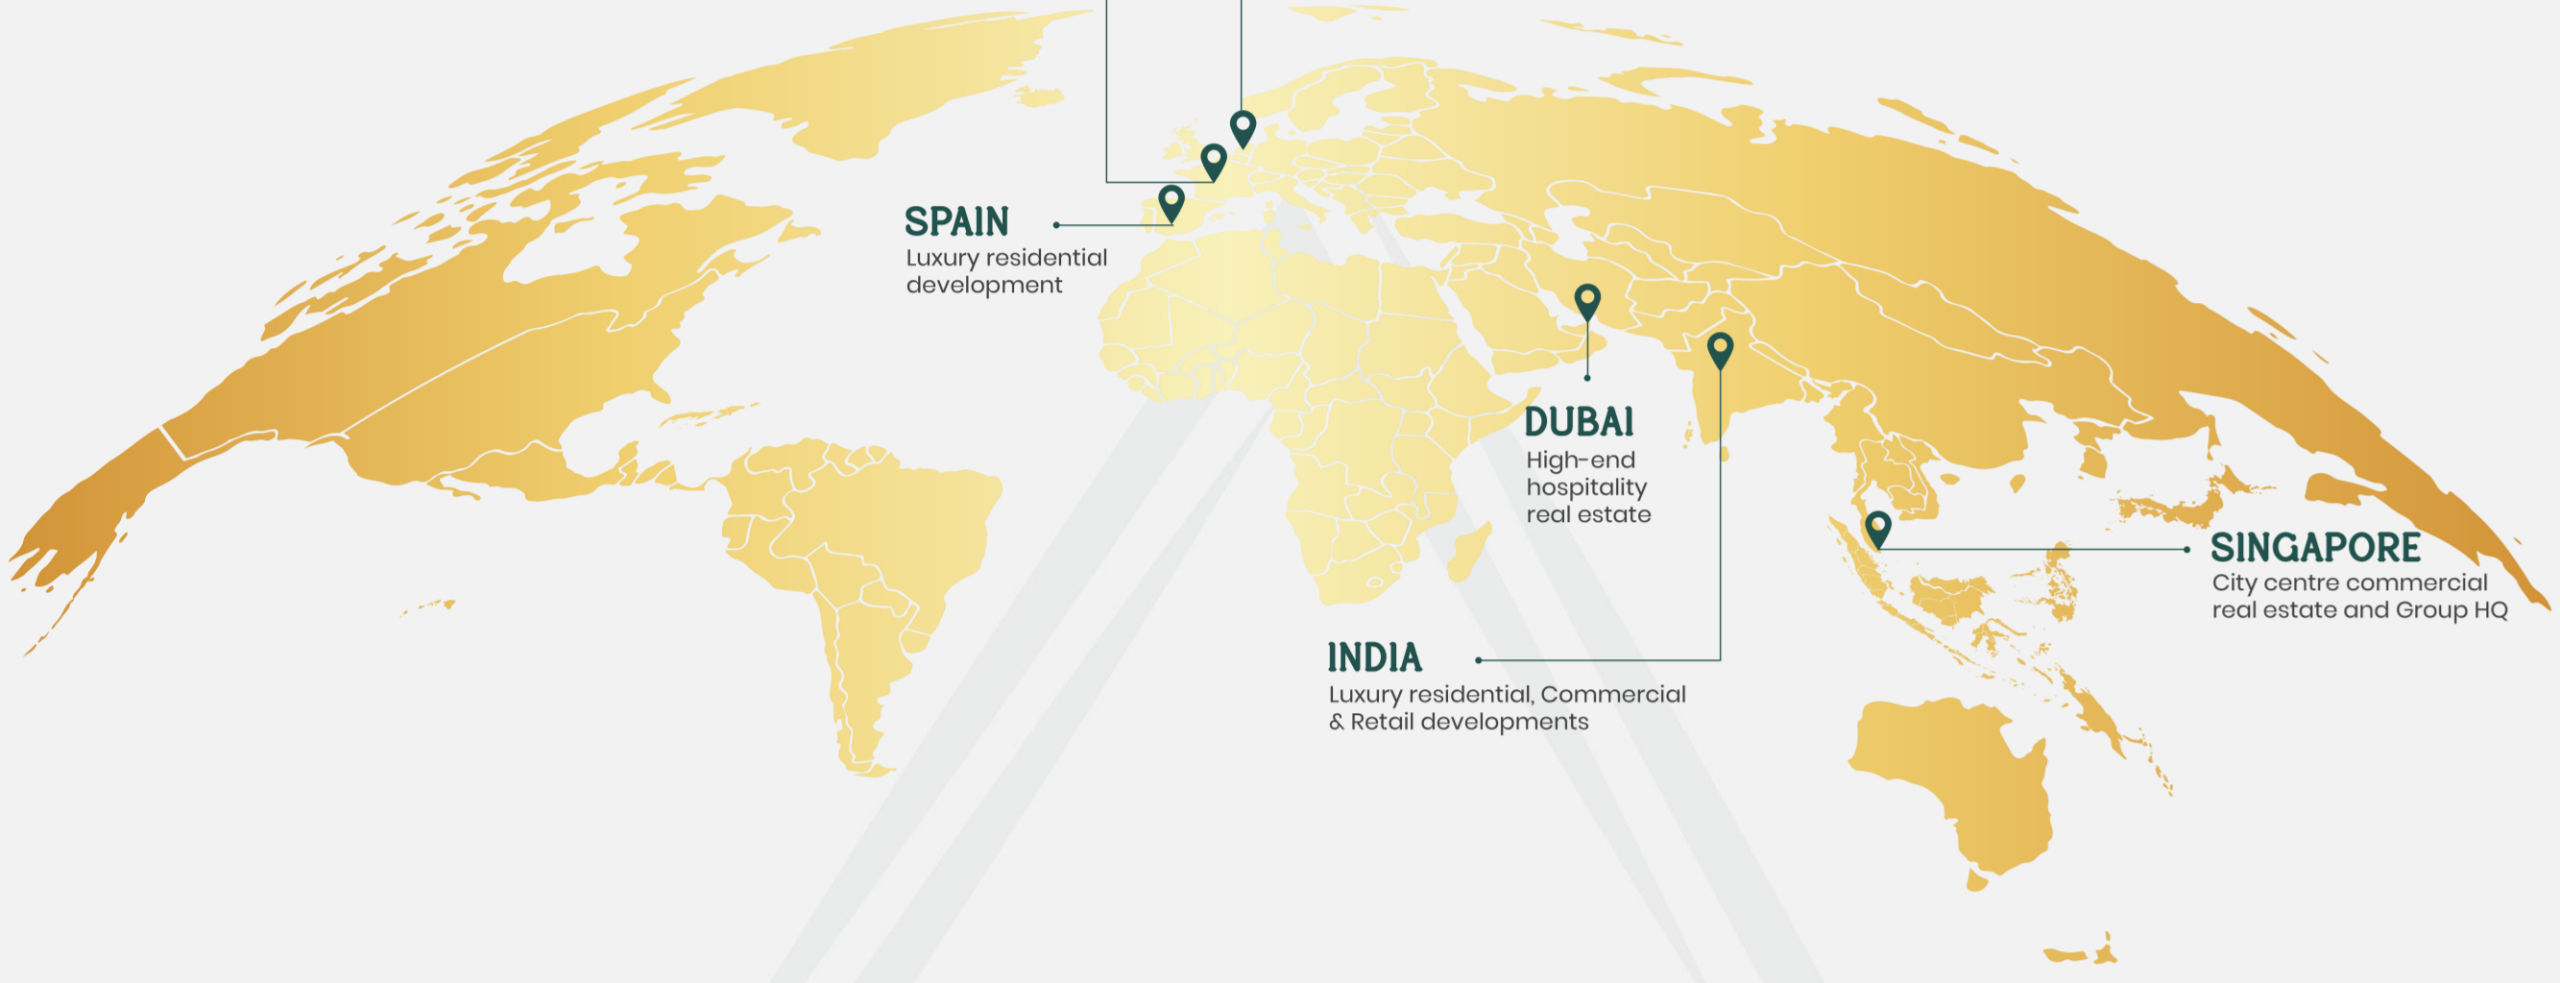 SPAIN
Luxury residential
development
DUBAI
High-end
hospitality
real estate
SINGAPORE
City centre commercial
real estate and Group HQ
INDIA
Luxury residential, Commercial
& Retail developments